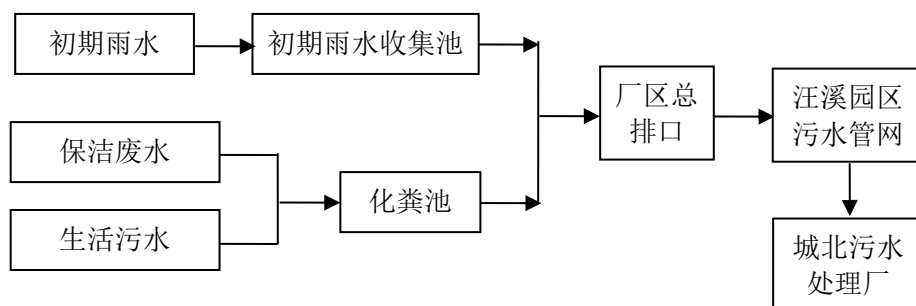 初期雨水
初期雨水收集池
保洁废水
生活污水
化粪池
厂区总
排口
汪溪园区
污水管网
城北污水
处理厂